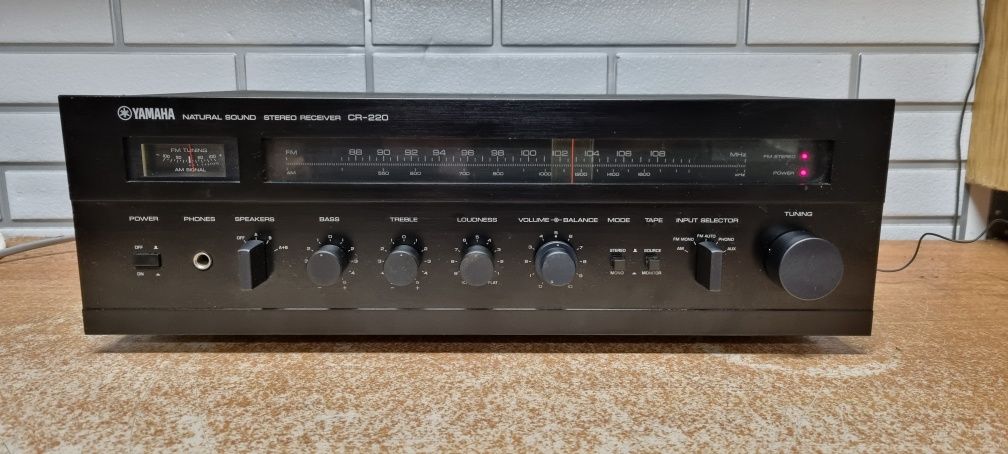 YAMAHA NATURAL SOUND STEREO RECEIVER CR-220
FM TUNING
AM SIGNAL
FM 88 90 92 94 96 98 100 102 104 106 108 MHz
AM 550 600 700 800 1000 1200 1400 1600 kHz
FM STEREO
POWER
POWER PHONES SPEAKERS BASS TREBLE LOUDNESS VOLUME BALANCE MODE TAPE INPUT SELECTOR TUNING
OFF
ON
OFF A A+B
FLAT
STEREO
MONO
SOURCE
MONITOR
AM FM MONO FM AUTO PHONO AUX